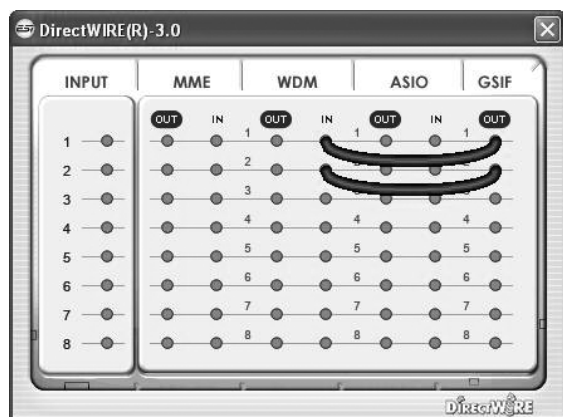 ESI DirectWIRE(R)-3.0
INPUT MME WDM ASIO GSIF
OUT IN OUT IN OUT IN OUT
1 1 1 1
2 2
3 3
4 4 4 4
5 5 5 5
6 6 6 6
7 7 7 7
8 8 8 8
DIRECTWIRE